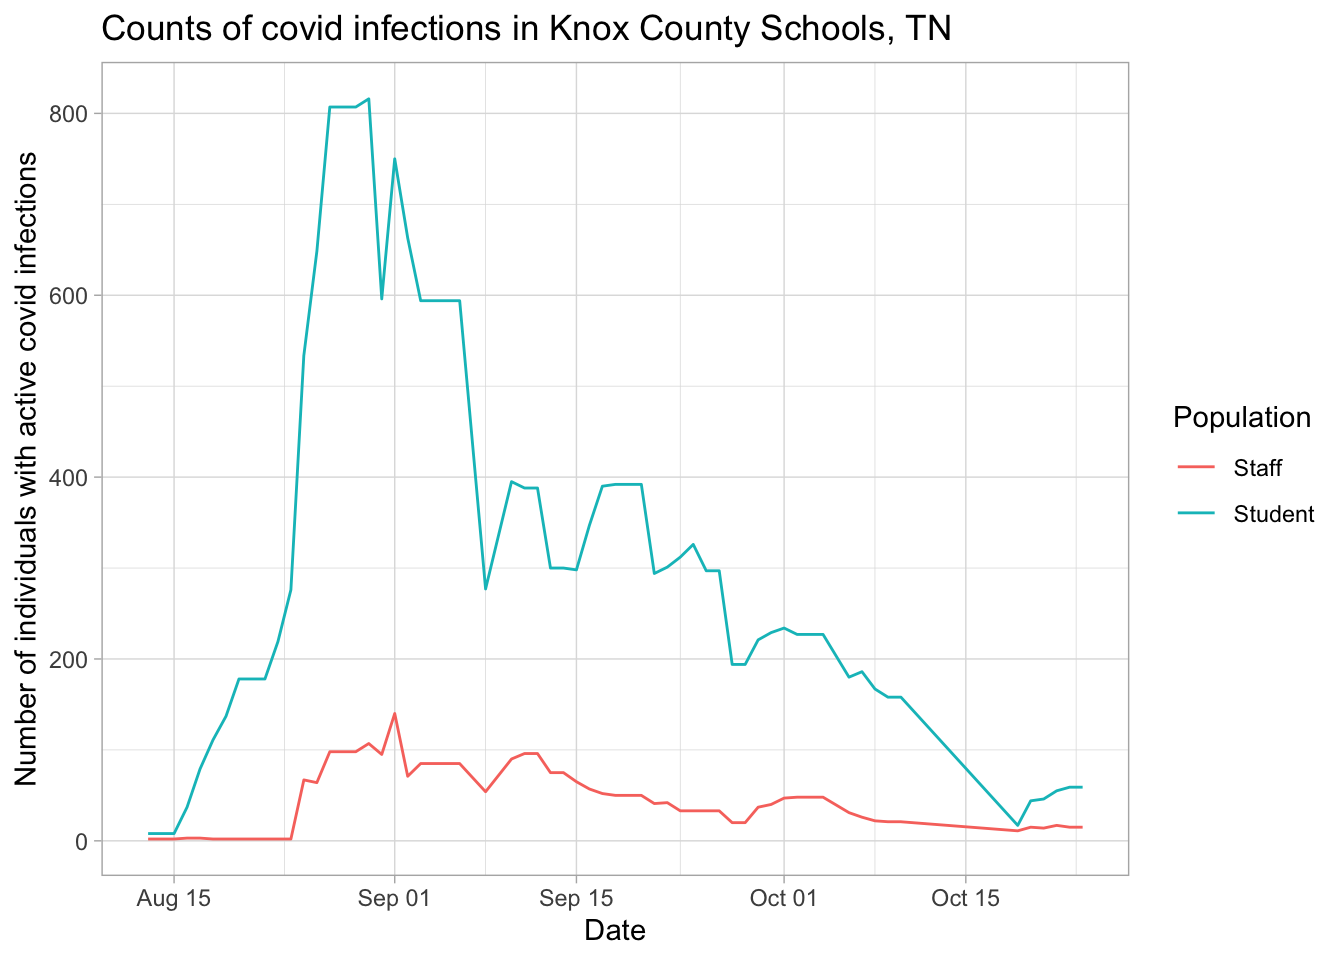 Counts of covid infections in Knox County Schools, TN
Number of individuals with active covid infections
800
600
400
200
0
Aug 15
Sep 01
Sep 15
Oct 01
Oct 15
Date
Population
Staff
Student